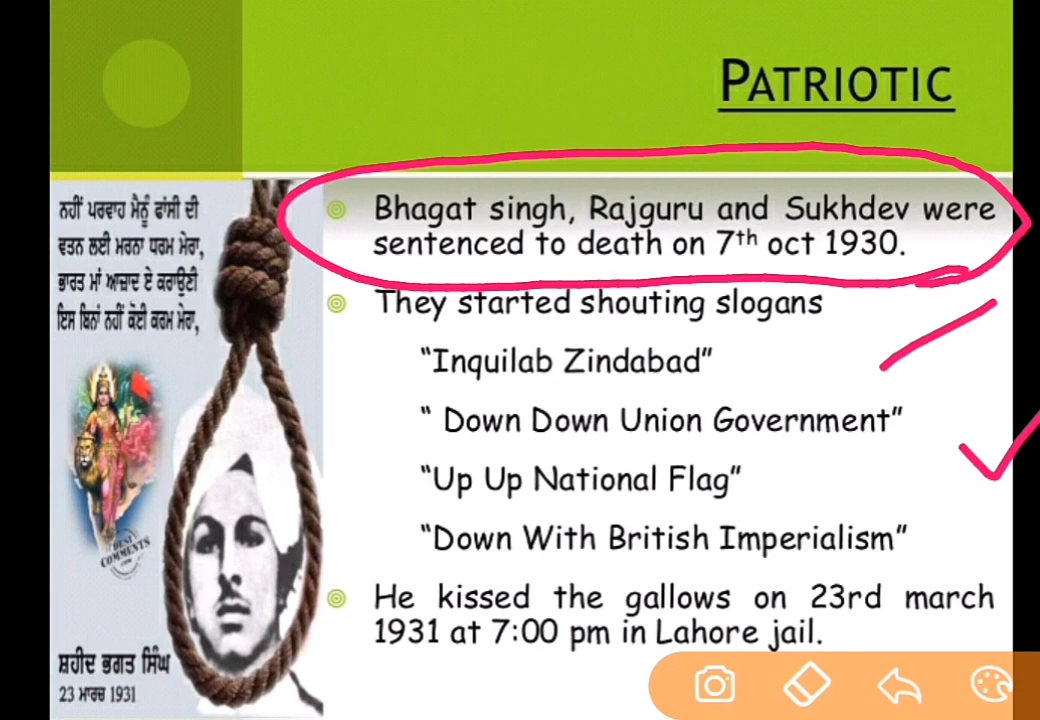 PATRIOTIC
ਨਹੀਂ ਪਰਵਾਹ ਮੈਨੂੰ ਫਾਂਸੀ ਦੀ
ਵਤਨ ਲਈ ਮਰਨਾ ਧਰਮ ਮੇਰਾ,
ਭਾਰਤ ਮਾਂ ਆਜ਼ਾਦ ਏ ਕਰਾਉਣੀ
ਇਸ ਬਿਨਾਂ ਨਹੀਂ ਕੋਈ ਕਰਮ ਮੇਰਾ,
DESI
COMMENTS
.COM
ਸ਼ਹੀਦ ਭਗਤ ਸਿੰਘ
23 ਮਾਰਚ 1931
Bhagat singh, Rajguru and Sukhdev were
sentenced to death on 7th oct 1930.
They started shouting slogans
“Inquilab Zindabad”
“ Down Down Union Government”
“Up Up National Flag”
“Down With British Imperialism”
He kissed the gallows on 23rd march
1931 at 7:00 pm in Lahore jail.